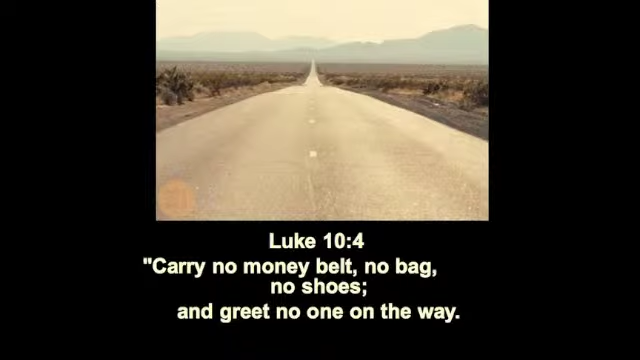 Luke 10:4
"Carry no money belt, no bag,
no shoes;
and greet no one on the way.